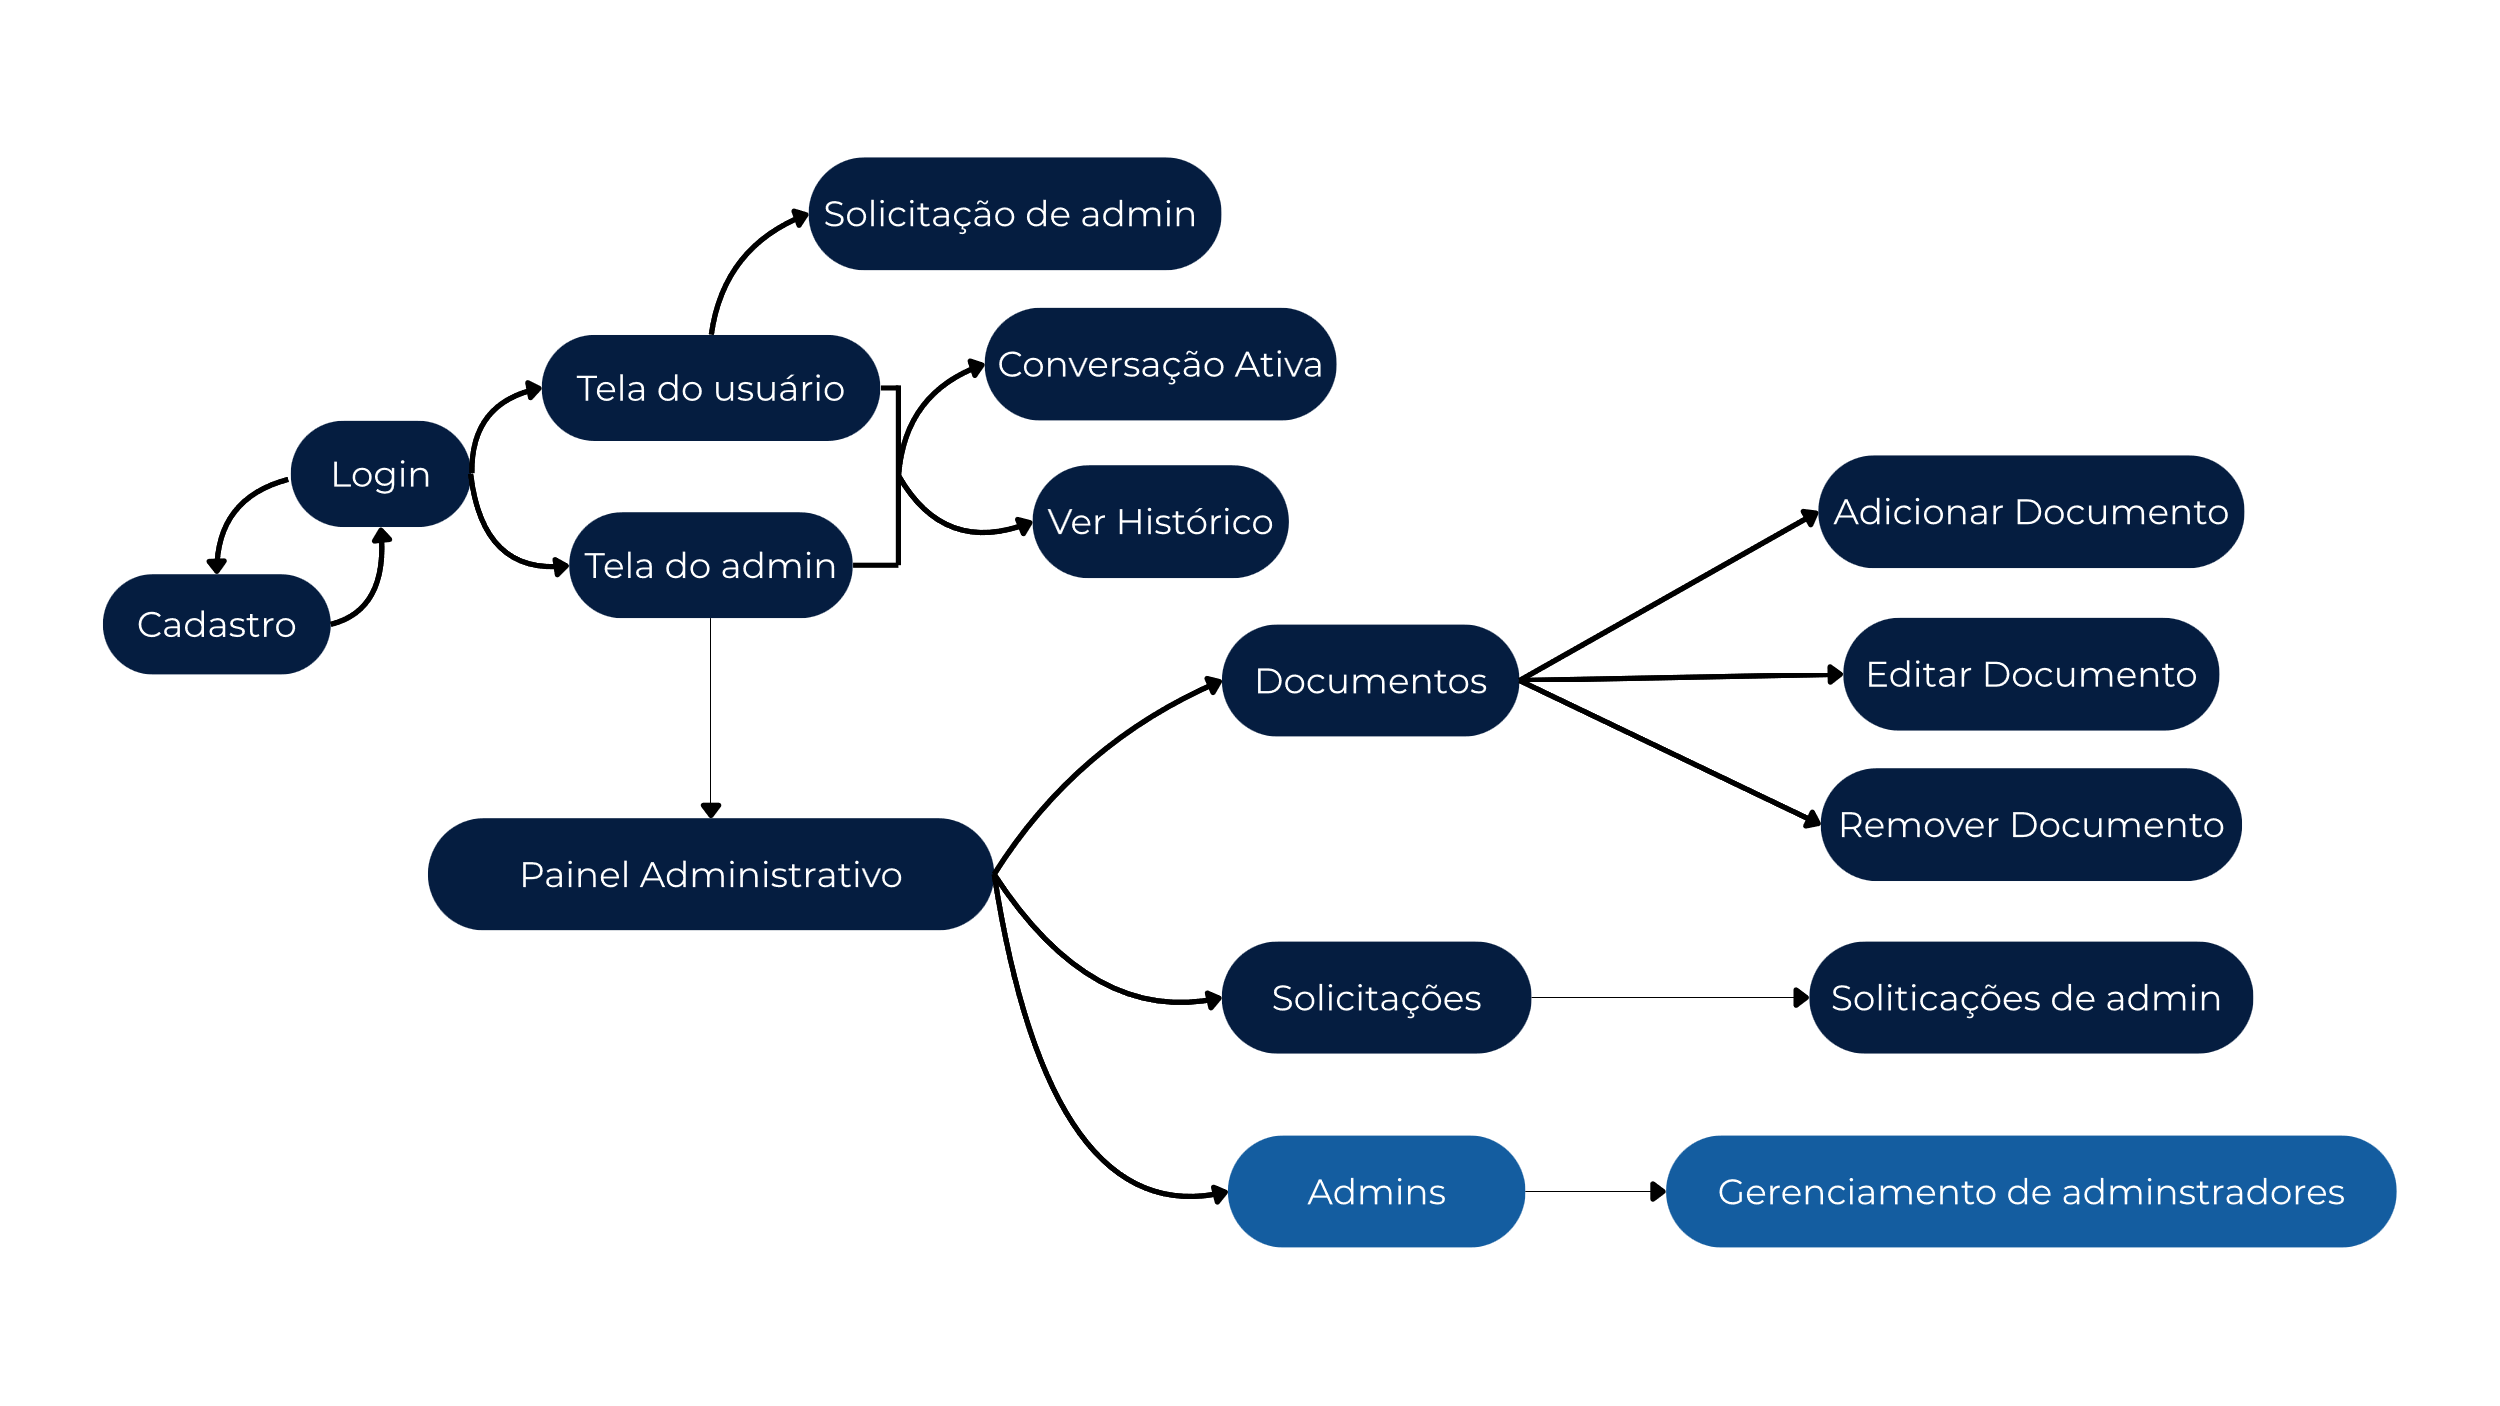 Solicitação de admin
Conversação Ativa
Tela do usuário
Login
Ver Histórico
Tela do admin
Cadastro
Adicionar Documento
Documentos
Editar Documento
Remover Documento
Painel Administrativo
Solicitações
Soliticações de admin
Admins
Gerenciamento de adminstradores